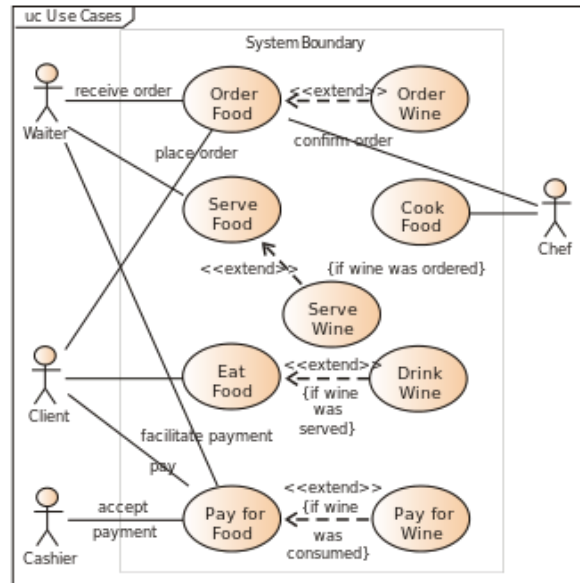 uc Use Cases
System Boundary
Waiter
receive order
Order
Food
<<extend>>
Order
Wine
confirm order
place order
Serve
Food
Cook
Food
Chef
<<extend>>
{if wine was ordered}
Serve
Wine
Client
Eat
Food
<<extend>>
{if wine
was
served}
Drink
Wine
facilitate payment
pay
Cashier
accept
payment
Pay for
Food
<<extend>>
{if wine
was
consumed}
Pay for
Wine